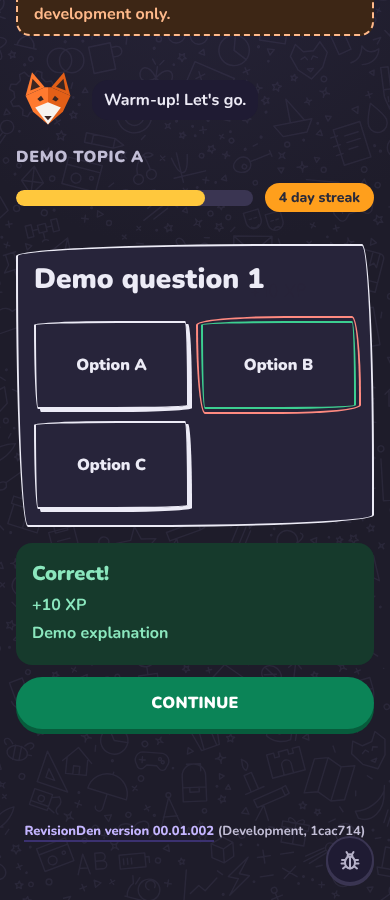 development only.
Warm-up! Let's go.
DEMO TOPIC A
4 day streak
Demo question 1
Option A
Option B
Option C
Correct!
+10 XP
Demo explanation
CONTINUE
RevisionDen version 00.01.002 (Development, 1cac714)